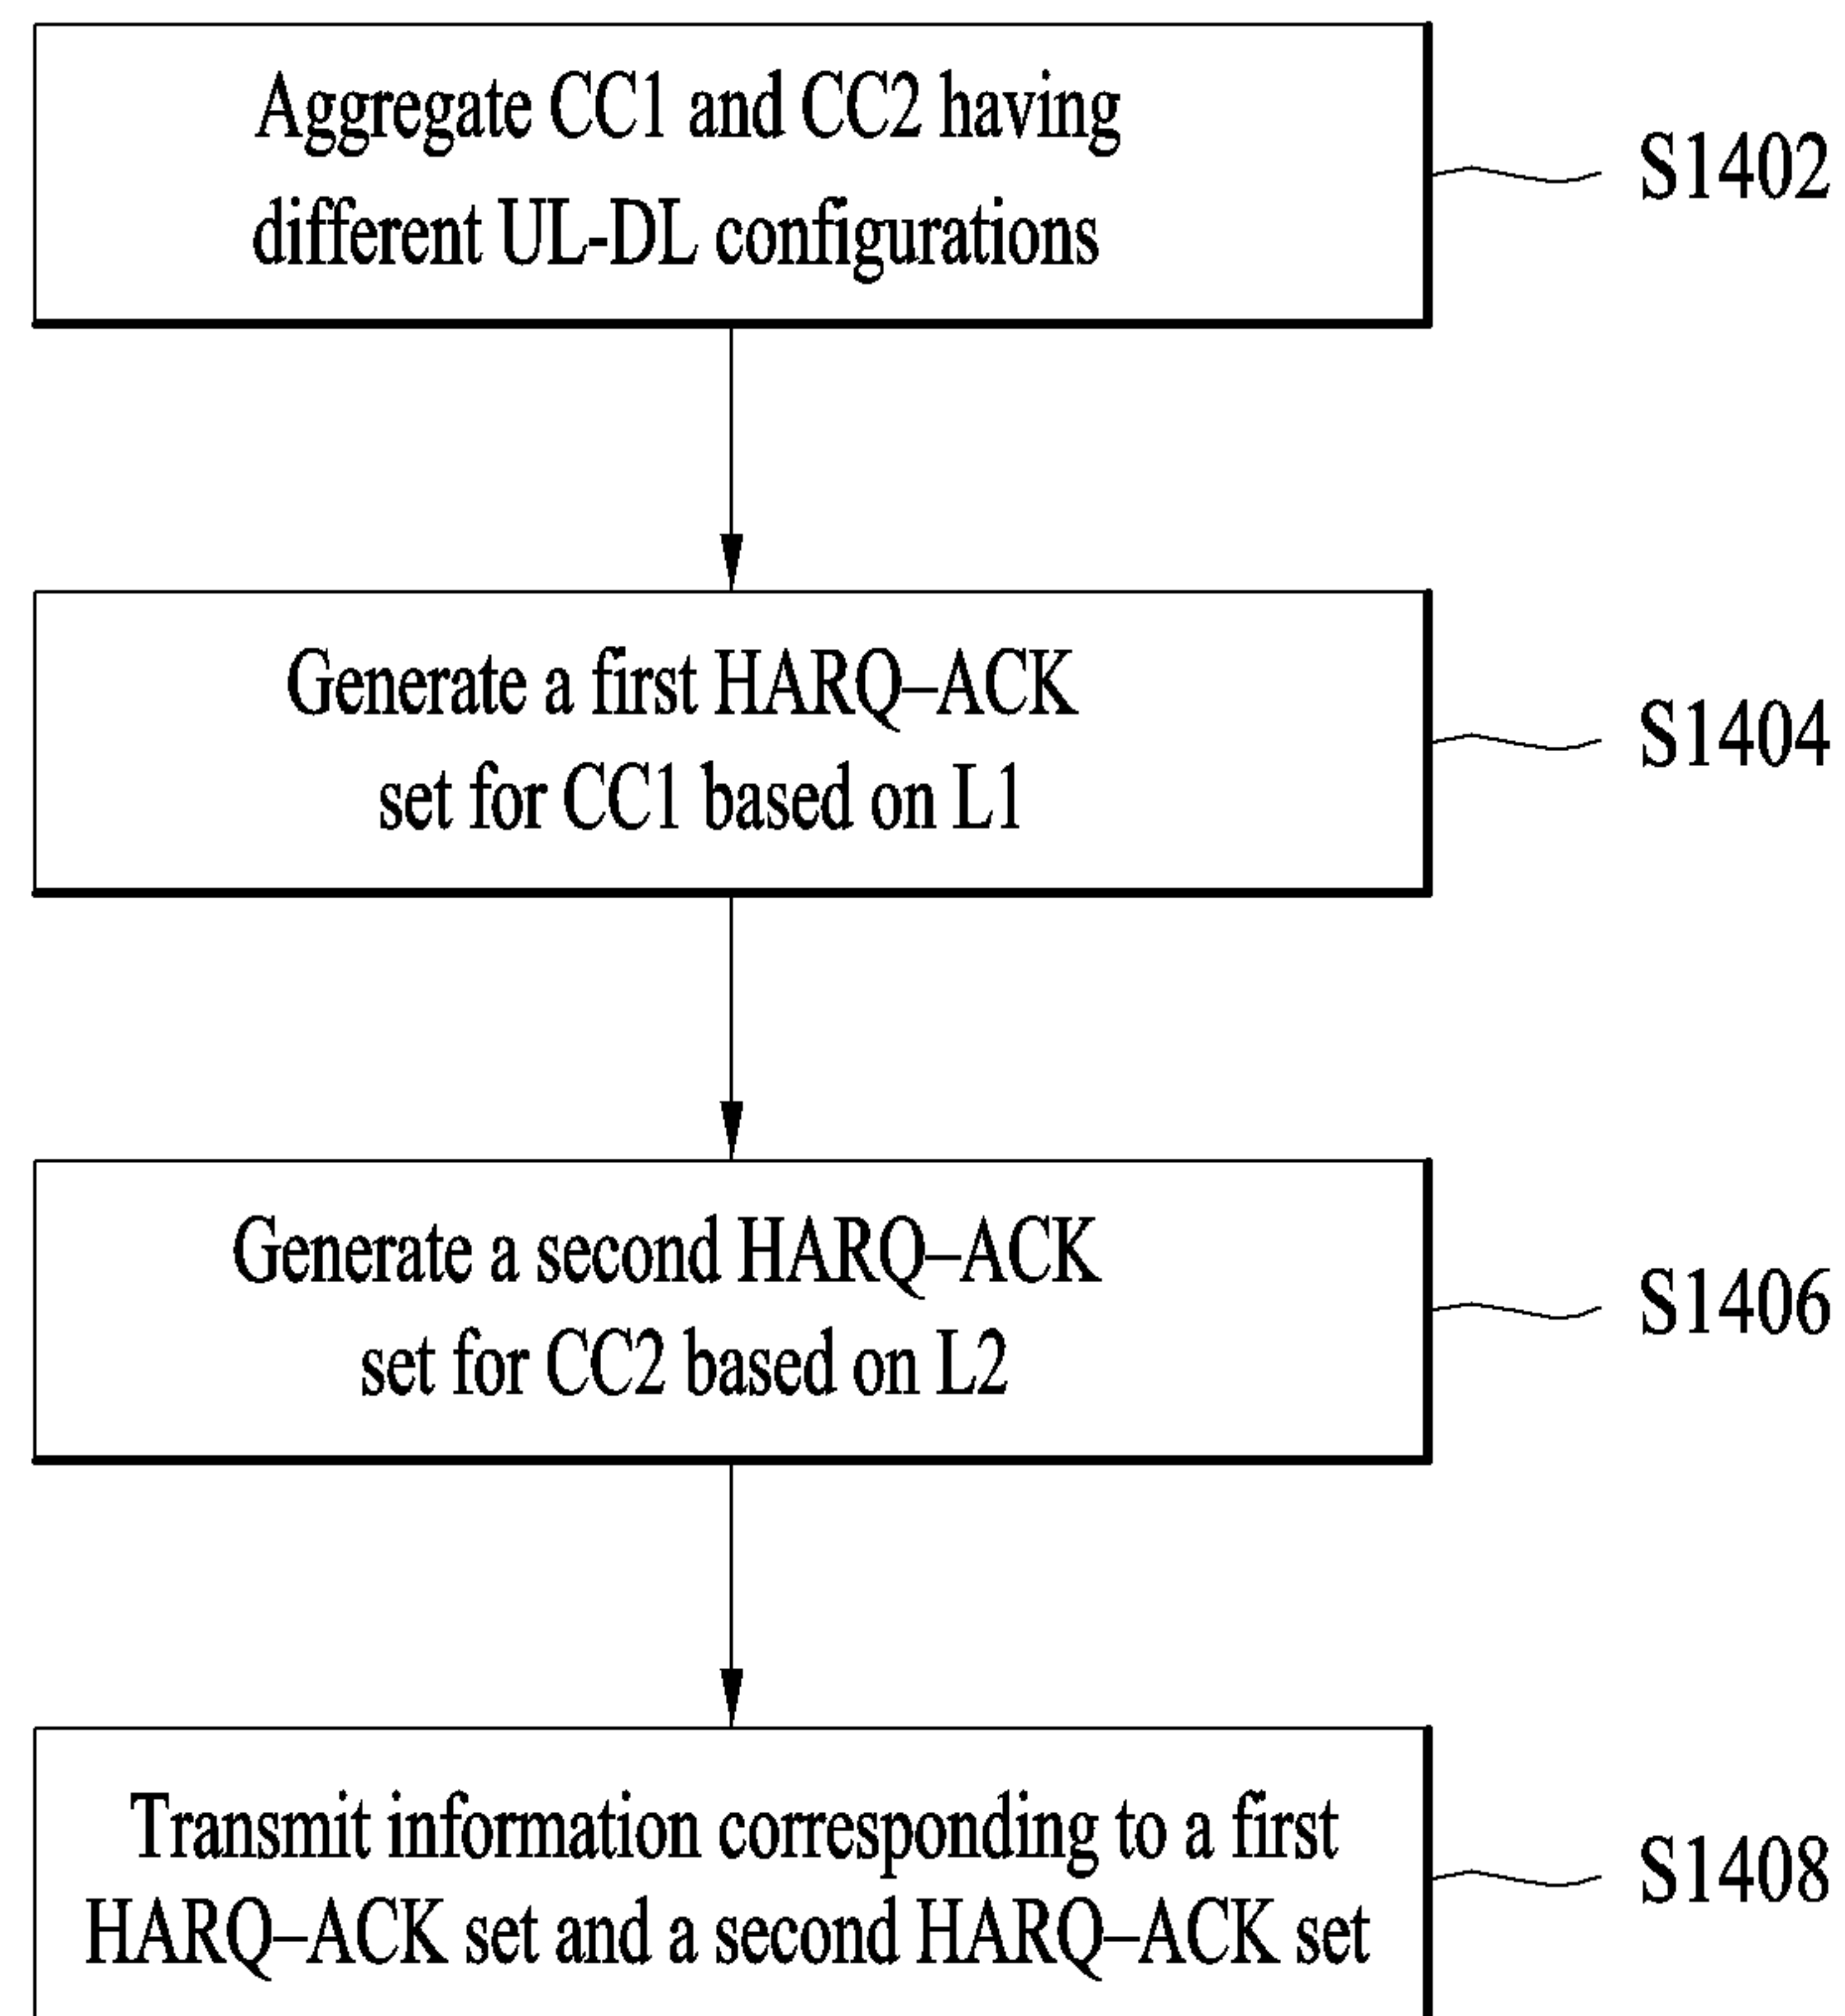 Aggregate CC1 and CC2 having
different UL-DL configurations
S1402
Generate a first HARQ–ACK
set for CC1 based on L1
S1404
Generate a second HARQ–ACK
set for CC2 based on L2
S1406
Transmit information corresponding to a first
HARQ–ACK set and a second HARQ–ACK set
S1408